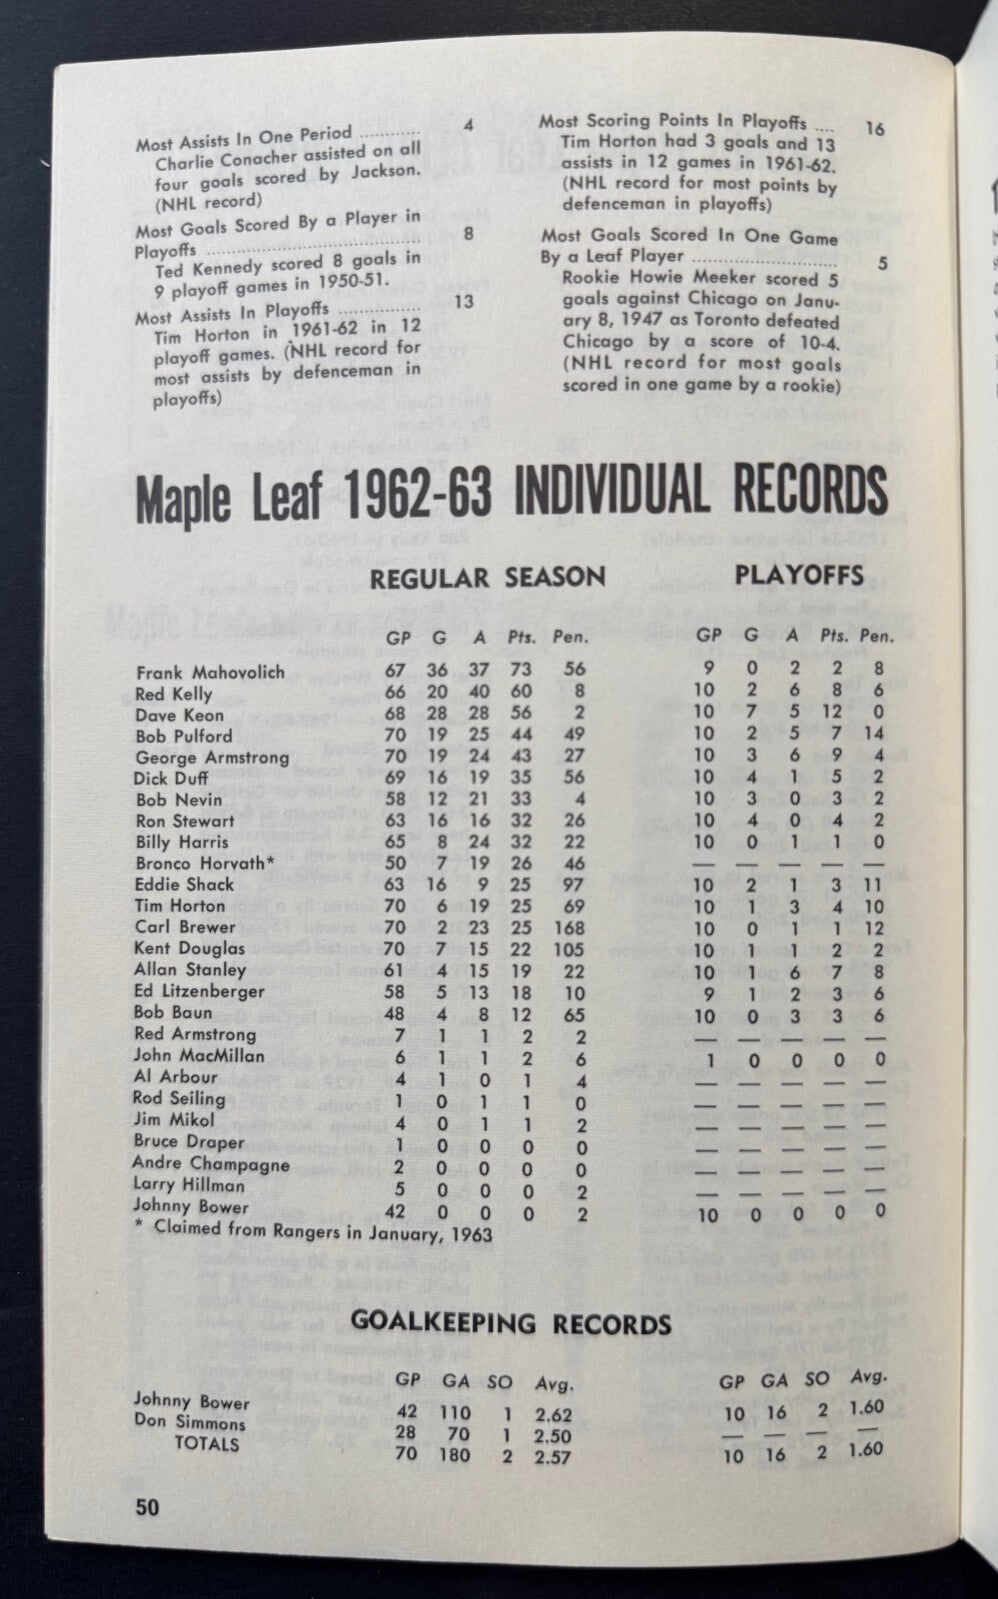 Most Assists In One Period ............ 4
Charlie Conacher assisted on all
four goals scored by Jackson.
(NHL record)
Most Goals Scored By a Player in
Playoffs ........................................ 8
Ted Kennedy scored 8 goals in
9 playoff games in 1950-51.
Most Assists In Playoffs ................ 13
Tim Horton in 1961-62 in 12
playoff games. (NHL record for
most assists by defenceman in
playoffs)
Most Scoring Points In Playoffs .... 16
Tim Horton had 3 goals and 13
assists in 12 games in 1961-62.
(NHL record for most points by
defenceman in playoffs)
Most Goals Scored In One Game
By a Leaf Player ............................ 5
Rookie Howie Meeker scored 5
goals against Chicago on Janu-
ary 8, 1947 as Toronto defeated
Chicago by a score of 10-4.
(NHL record for most goals
scored in one game by a rookie)
Maple Leaf 1962-63 INDIVIDUAL RECORDS
REGULAR SEASON PLAYOFFS
GP G A Pts. Pen. GP G A Pts. Pen.
Frank Mahovolich 67 36 37 73 56 9 0 2 2 8
Red Kelly 66 20 40 60 8 10 2 6 8 6
Dave Keon 68 28 28 56 2 10 7 5 12 0
Bob Pulford 70 19 25 44 49 10 2 5 7 14
George Armstrong 70 19 24 43 27 10 3 6 9 4
Dick Duff 69 16 19 35 56 10 4 1 5 2
Bob Nevin 58 12 21 33 4 10 3 0 3 2
Ron Stewart 63 16 16 32 26 10 4 0 4 2
Billy Harris 65 8 24 32 22 10 0 1 1 0
Bronco Horvath* 50 7 19 26 46 — — — — —
Eddie Shack 63 16 9 25 97 10 2 1 3 11
Tim Horton 70 6 19 25 69 10 1 3 4 10
Carl Brewer 70 2 23 25 168 10 0 1 1 12
Kent Douglas 70 7 15 22 105 10 1 1 2 2
Allan Stanley 61 4 15 19 22 10 1 6 7 8
Ed Litzenberger 58 5 13 18 10 9 1 2 3 6
Bob Baun 48 4 8 12 65 10 0 3 3 6
Red Armstrong 7 1 1 2 2 — — — — —
John MacMillan 6 1 1 2 6 1 0 0 0 0
Al Arbour 4 1 0 1 4 — — — — —
Rod Seiling 1 0 1 1 0 — — — — —
Jim Mikol 4 0 1 1 2 — — — — —
Bruce Draper 1 0 0 0 0 — — — — —
Andre Champagne 2 0 0 0 0 — — — — —
Larry Hillman 5 0 0 0 2 — — — — —
Johnny Bower 42 0 0 0 2 10 0 0 0 0
* Claimed from Rangers in January, 1963
GOALKEEPING RECORDS
GP GA SO Avg. GP GA SO Avg.
Johnny Bower 42 110 1 2.62 10 16 2 1.60
Don Simmons 28 70 1 2.50 — — — —
TOTALS 70 180 2 2.57 10 16 2 1.60
50